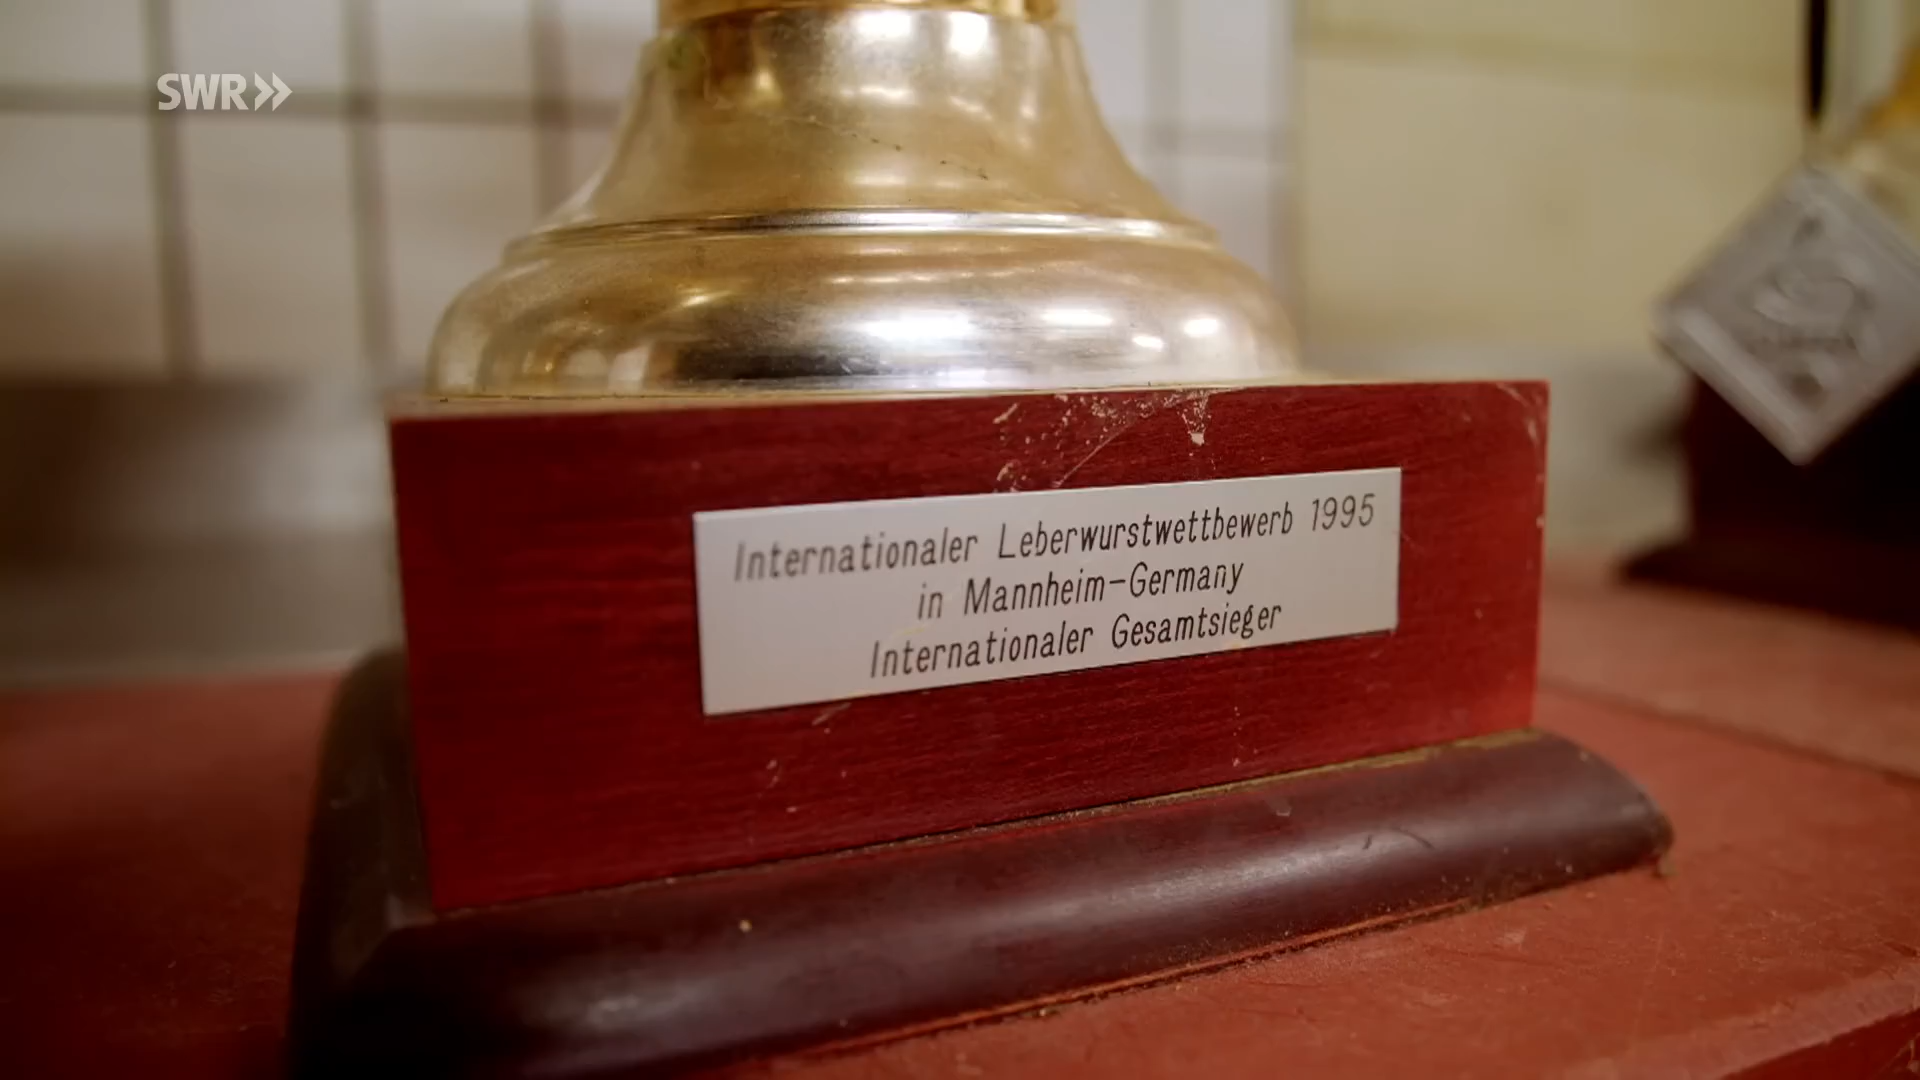 SWR
Internationaler Leberwurstwettbewerb 1995
in Mannheim-Germany
Internationaler Gesamtsieger